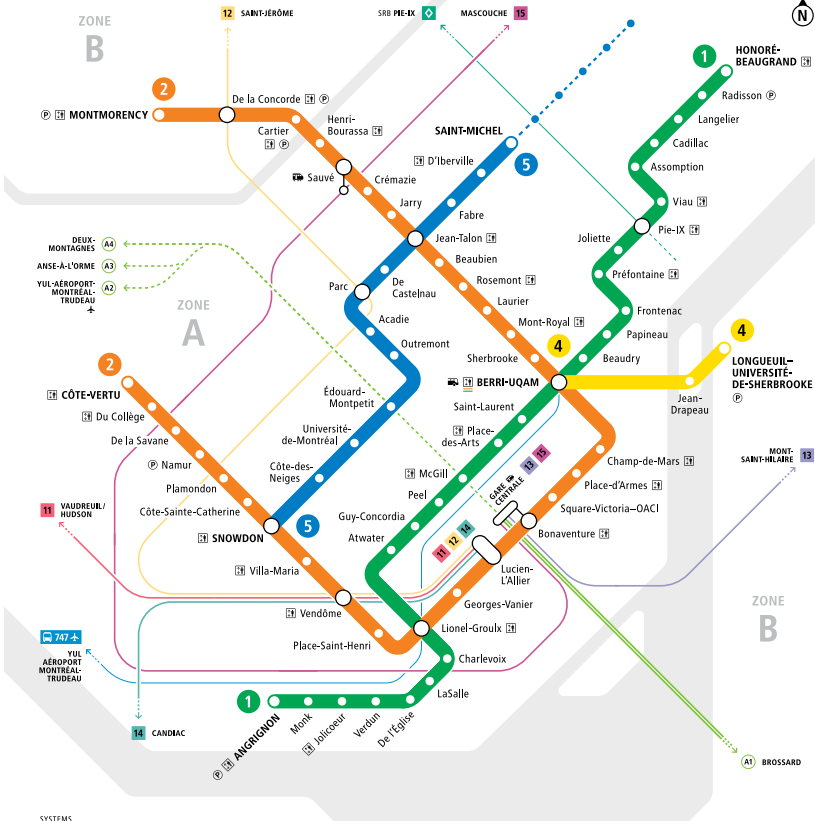 12 SAINT-JÉRÔME
SRB PIE-IX
MASCOUCHE 15
N
ZONE
B
1
HONORÉ-
BEAUGRAND
2
De la Concorde P
P MONTMORENCY
Radisson P
Henri-
Bourassa
Cartier
P
Langelier
SAINT-MICHEL
5
Cadillac
D'Iberville
Assomption
Sauvé
Crémazie
Jarry
Fabre
Viau
Jean-Talon
Pie-IX
Joliette
DEUX-
MONTAGNES A4
ANSE-À-L'ORME A3
YUL-AÉROPORT-
MONTRÉAL-
TRUDEAU A2
Beaubien
Parc
De
Castelnau
Rosemont
Préfontaine
ZONE
A
Laurier
Frontenac
Acadie
Mont-Royal
Papineau
Outremont
Sherbrooke
4
Beaudry
4
LONGUEUIL–
UNIVERSITÉ-
DE-SHERBROOKE
P
2
CÔTE-VERTU
BERRI-UQAM
Jean-
Drapeau
Du Collège
Édouard-
Montpetit
Saint-Laurent
De la Savane
Université-
de-Montréal
Place-
des-Arts
P Namur
Champ-de-Mars
MONT-
SAINT-HILAIRE 13
Plamondon
Côte-des-
Neiges
McGill
GARE
CENTRALE
13 15
Place-d'Armes
Côte-Sainte-Catherine
Peel
Square-Victoria–OACI
11 VAUDREUIL/
HUDSON
5
Guy-Concordia
SNOWDON
Atwater
Bonaventure
11 12 14
Villa-Maria
Lucien-
L'Allier
Georges-Vanier
Vendôme
ZONE
B
Place-Saint-Henri
Lionel-Groulx
747
YUL
AÉROPORT
MONTRÉAL-
TRUDEAU
Charlevoix
LaSalle
1
P ANGRIGNON
Monk
Jolicoeur
Verdun
De l'Église
14 CANDIAC
A1 BROSSARD
SYSTEMS